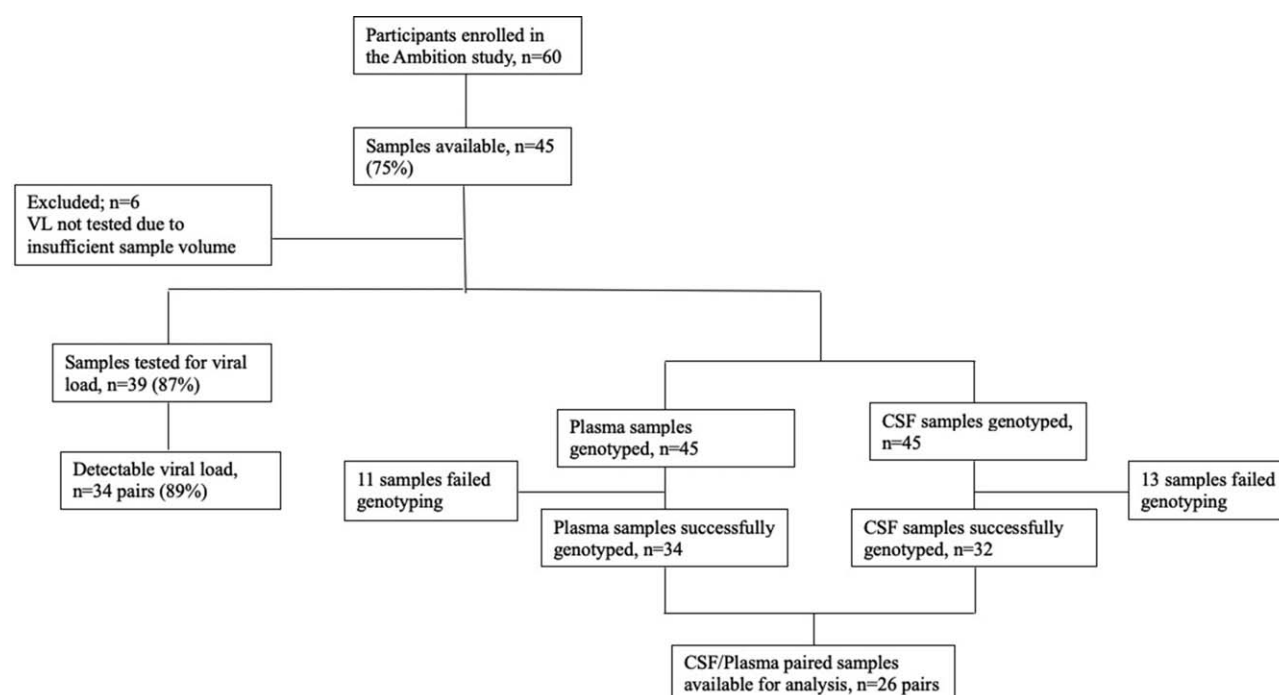 Participants enrolled in
the Ambition study, n=60
Samples available, n=45
(75%)
Excluded; n=6
VL not tested due to
insufficient sample volume
Samples tested for viral
load, n=39 (87%)
Detectable viral load,
n=34 pairs (89%)
Plasma samples
genotyped, n=45
CSF samples genotyped,
n=45
11 samples failed
genotyping
13 samples failed
genotyping
Plasma samples successfully
genotyped, n=34
CSF samples successfully
genotyped, n=32
CSF/Plasma paired samples
available for analysis, n=26 pairs